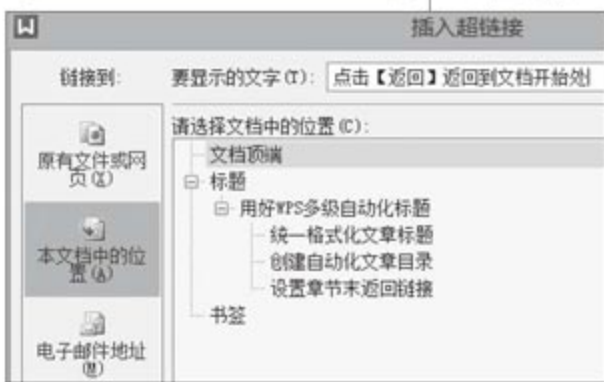 插入超链接
链接到:
要显示的文字(T): 点击【返回】返回到文档开始处
请选择文档中的位置(C):
原有文件或网
页(X)
本文档中的位
置(A)
电子邮件地址
(M)
文档顶端
标题
用好WPS多级自动化标题
统一格式化文章标题
创建自动化文章目录
设置章节末返回链接
书签